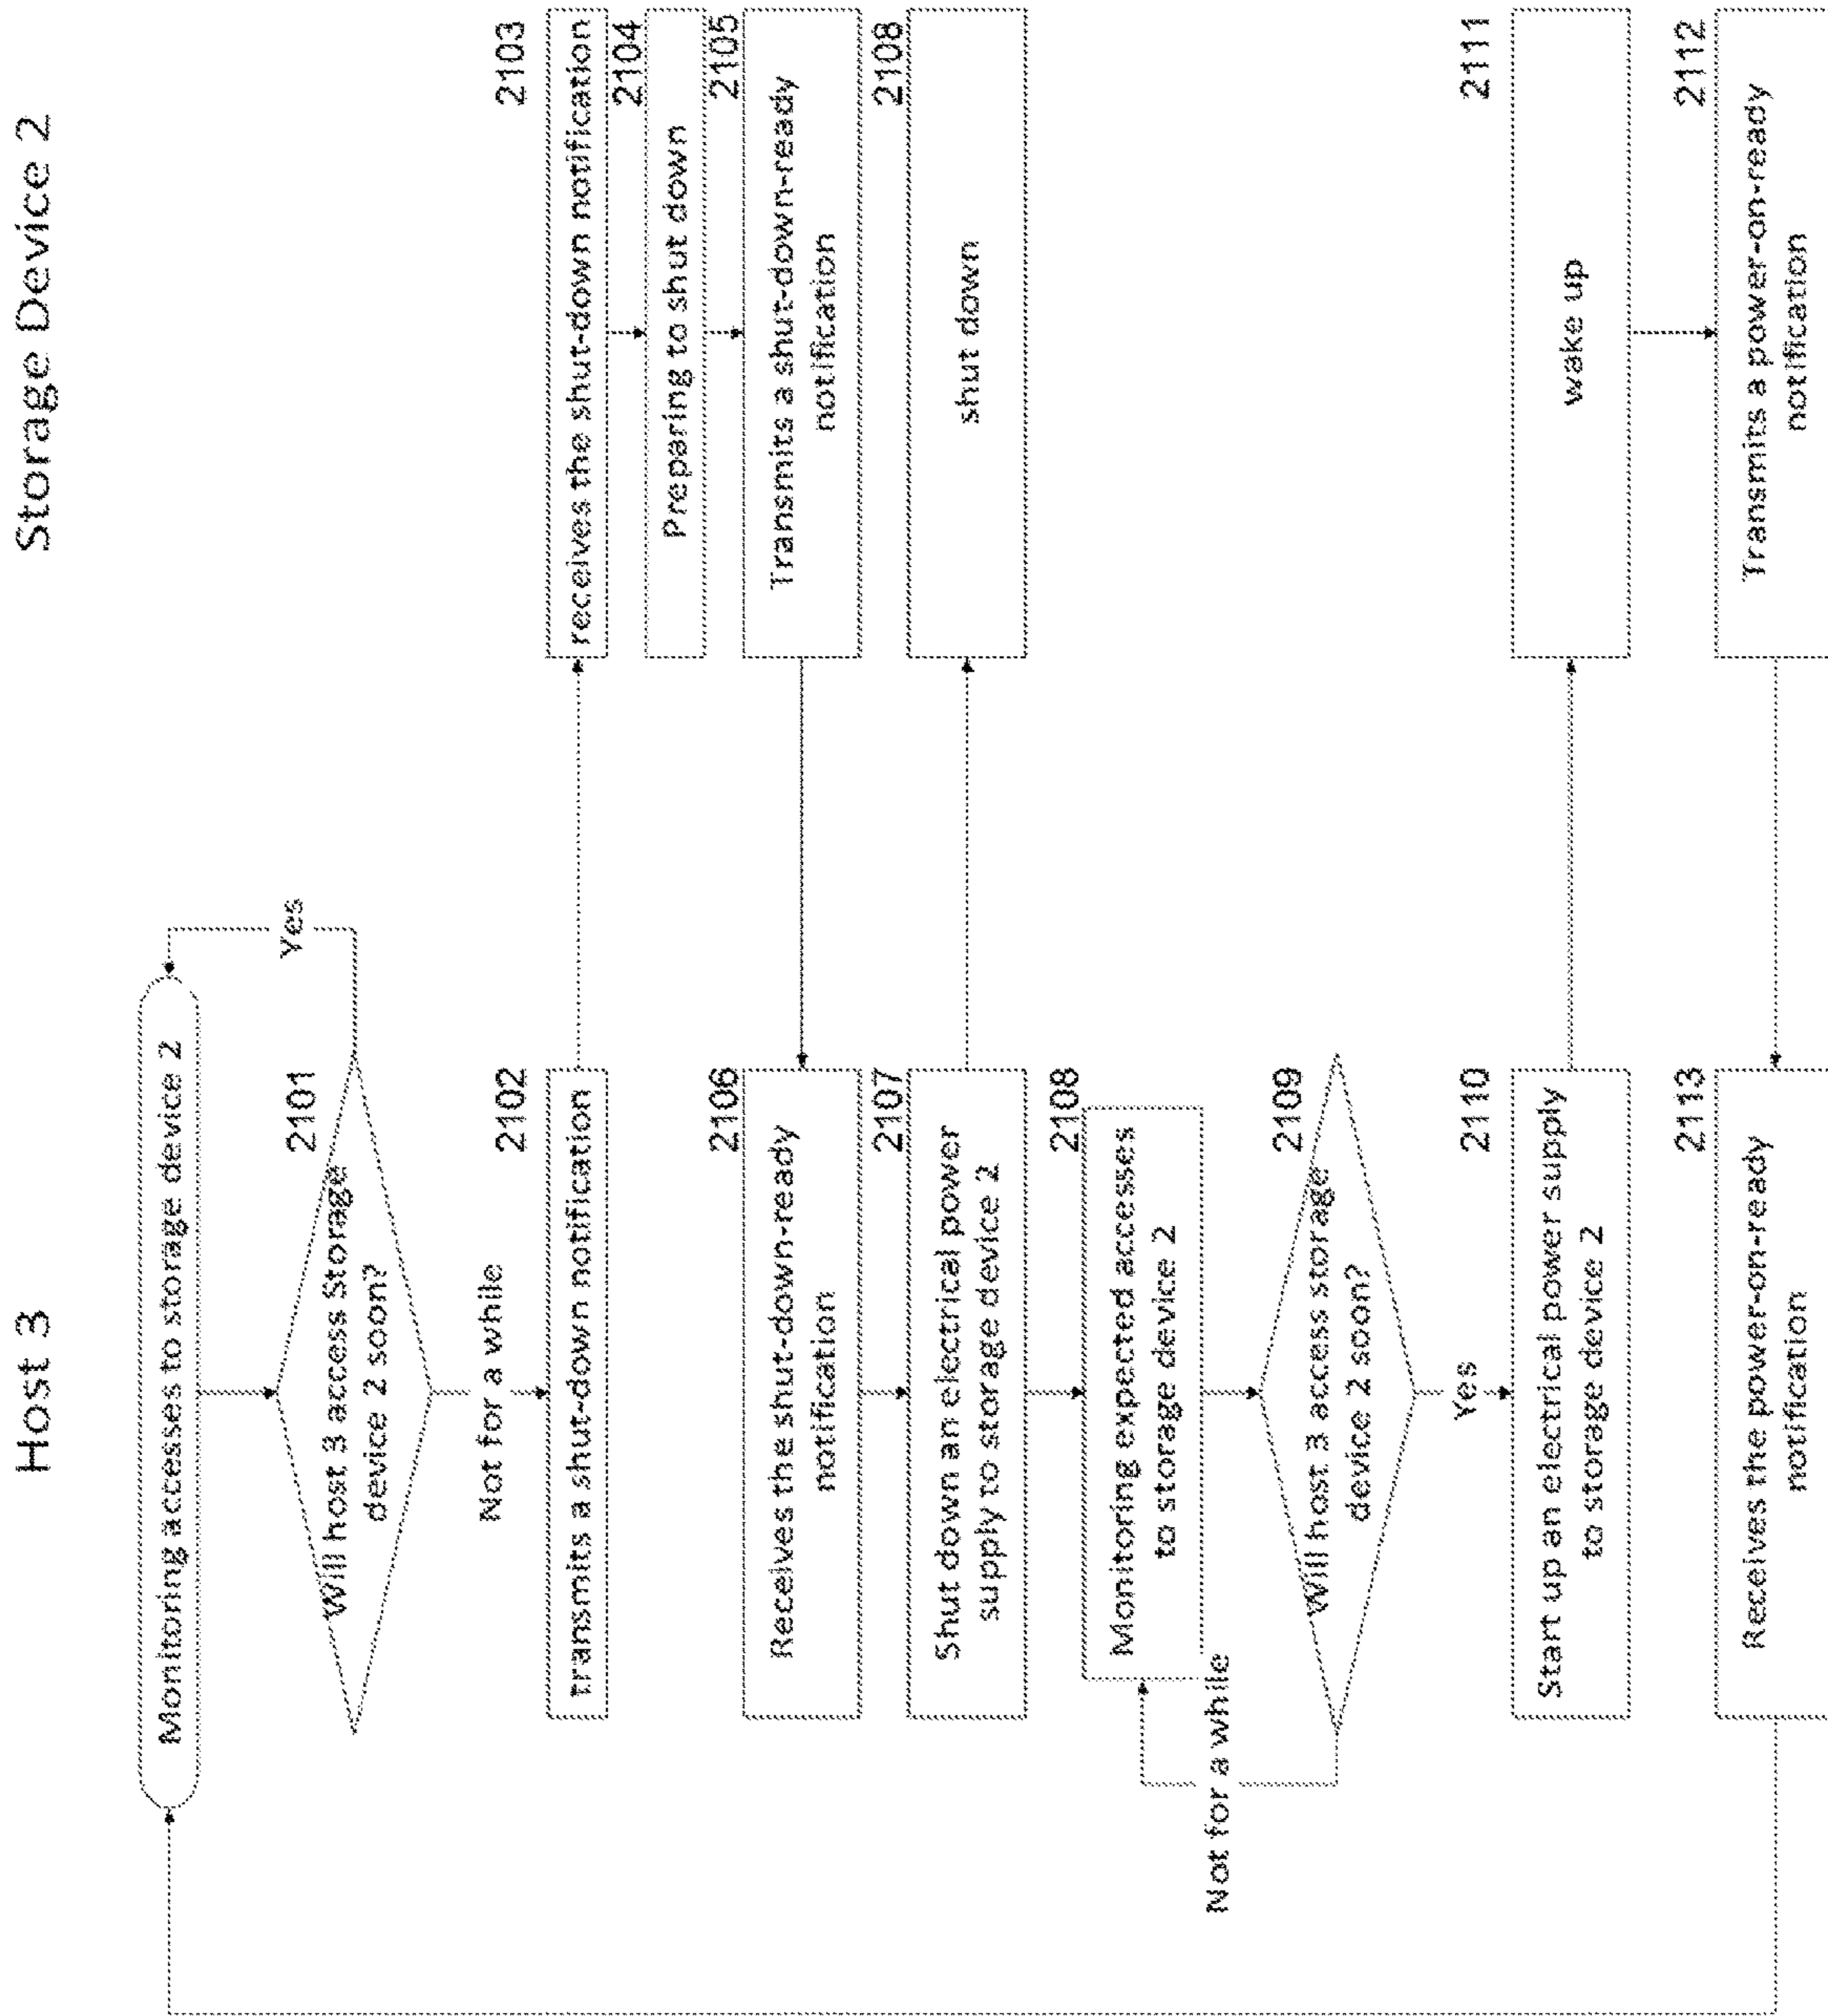 Host 3
Storage Device 2
Monitoring accesses to storage device 2
2101
Will host 3 access Storage
device 2 soon?
Yes
Not for a while
2102
transmits a shut-down notification
2103
receives the shut-down notification
2104
Preparing to shut down
2105
Transmits a shut-down-ready
notification
2106
Receives the shut-down-ready
notification
2107
Shut down an electrical power
supply to storage device 2
2108
shut down
2108
Monitoring expected accesses
to storage device 2
2109
Will host 3 access storage
device 2 soon?
Not for a while
Yes
2110
Start up an electrical power supply
to storage device 2
2111
wake up
2112
Transmits a power-on-ready
notification
2113
Receives the power-on-ready
notification